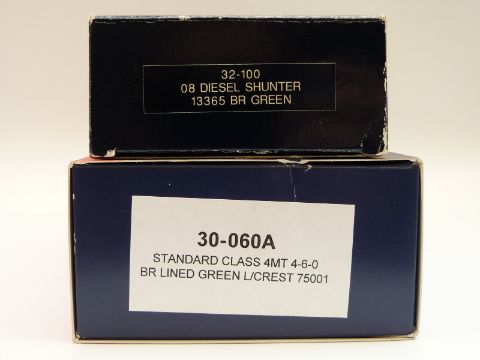 32-100
08 DIESEL SHUNTER
13365 BR GREEN
30-060A
STANDARD CLASS 4MT 4-6-0
BR LINED GREEN L/CREST 75001